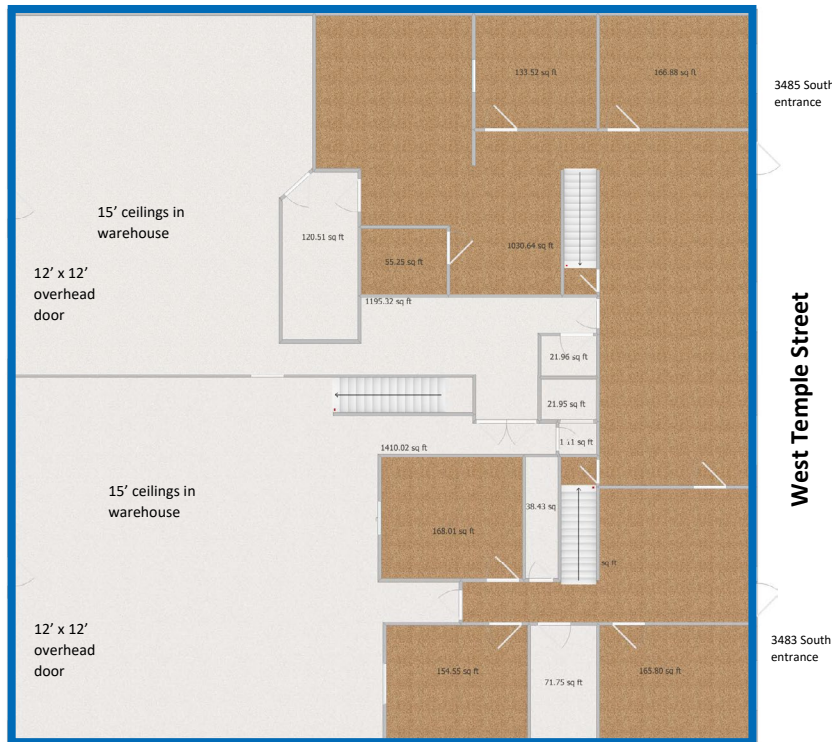 133.52 sq ft
166.88 sq ft
3485 South
entrance
15' ceilings in
warehouse
120.51 sq ft
1030.64 sq ft
55.25 sq ft
12' x 12'
overhead
door
1195.32 sq ft
21.96 sq ft
21.95 sq ft
1410.02 sq ft
sq ft
West Temple Street
15' ceilings in
warehouse
38.43 sq
168.01 sq ft
sq ft
12' x 12'
overhead
door
3483 South
entrance
154.55 sq ft
71.75 sq ft
165.80 sq ft